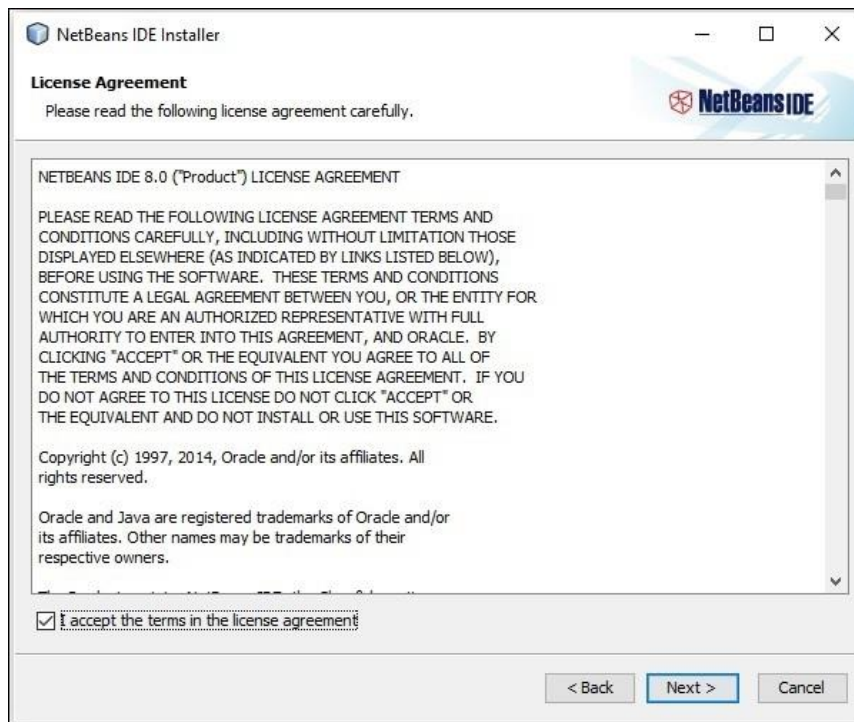 NetBeans IDE Installer
License Agreement
Please read the following license agreement carefully.
NetBeans IDE
NETBEANS IDE 8.0 ("Product") LICENSE AGREEMENT
PLEASE READ THE FOLLOWING LICENSE AGREEMENT TERMS AND
CONDITIONS CAREFULLY, INCLUDING WITHOUT LIMITATION THOSE
DISPLAYED ELSEWHERE (AS INDICATED BY LINKS LISTED BELOW),
BEFORE USING THE SOFTWARE.  THESE TERMS AND CONDITIONS
CONSTITUTE A LEGAL AGREEMENT BETWEEN YOU, OR THE ENTITY FOR
WHICH YOU ARE AN AUTHORIZED REPRESENTATIVE WITH FULL
AUTHORITY TO ENTER INTO THIS AGREEMENT, AND ORACLE.  BY
CLICKING "ACCEPT" OR THE EQUIVALENT YOU AGREE TO ALL OF
THE TERMS AND CONDITIONS OF THIS LICENSE AGREEMENT.  IF YOU
DO NOT AGREE TO THIS LICENSE DO NOT CLICK "ACCEPT" OR
THE EQUIVALENT AND DO NOT INSTALL OR USE THIS SOFTWARE.
Copyright (c) 1997, 2014, Oracle and/or its affiliates. All
rights reserved.
Oracle and Java are registered trademarks of Oracle and/or
its affiliates. Other names may be trademarks of their
respective owners.
I accept the terms in the license agreement
< Back
Next >
Cancel